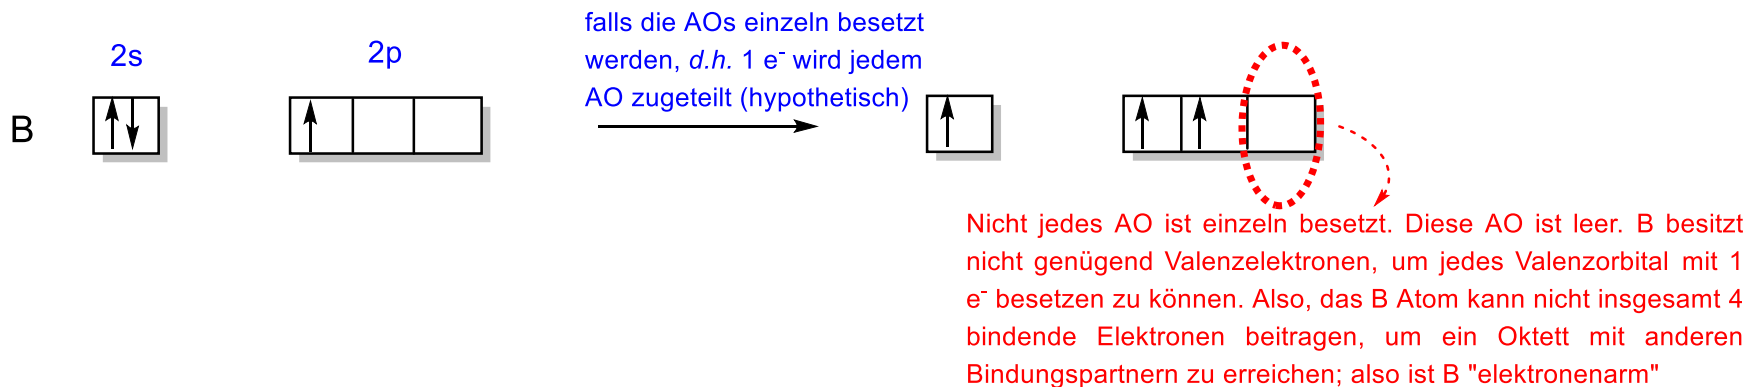 falls die AOs einzeln besetzt
werden, d.h. 1 e⁻ wird jedem
AO zugeteilt (hypothetisch)
2s
2p
B
Nicht jedes AO ist einzeln besetzt. Diese AO ist leer. B besitzt
nicht genügend Valenzelektronen, um jedes Valenzorbital mit 1
e⁻ besetzen zu können. Also, das B Atom kann nicht insgesamt 4
bindende Elektronen beitragen, um ein Oktett mit anderen
Bindungspartnern zu erreichen; also ist B "elektronenarm"